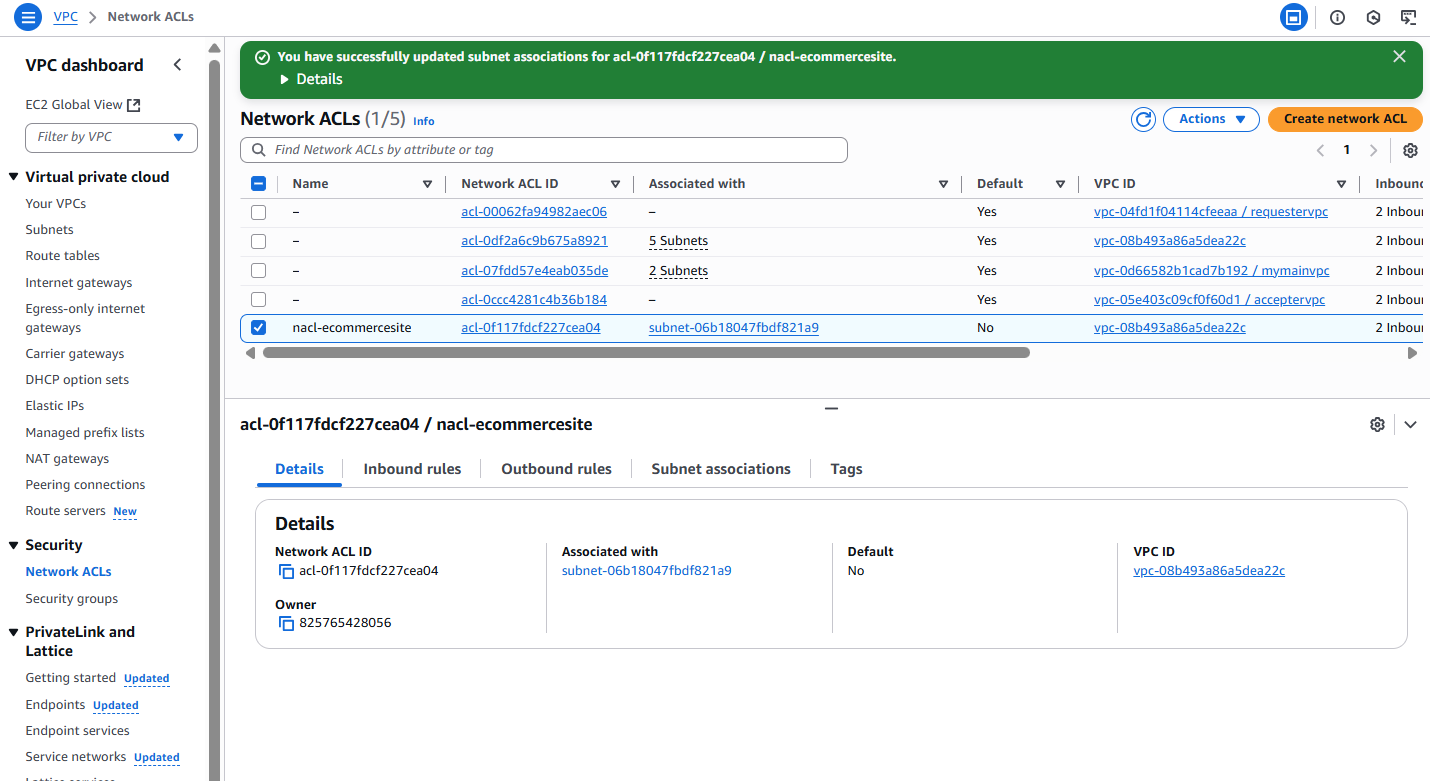 VPC > Network ACLs
You have successfully updated subnet associations for acl-0f117fdcf227cea04 / nacl-ecommercesite.
Details
VPC dashboard
EC2 Global View
Filter by VPC
Virtual private cloud
Your VPCs
Subnets
Route tables
Internet gateways
Egress-only internet
gateways
Carrier gateways
DHCP option sets
Elastic IPs
Managed prefix lists
NAT gateways
Peering connections
Route servers New
Security
Network ACLs
Security groups
PrivateLink and
Lattice
Getting started Updated
Endpoints Updated
Endpoint services
Service networks Updated
Lattice services
Network ACLs (1/5) Info
Actions
Create network ACL
Find Network ACLs by attribute or tag
1
Name Network ACL ID Associated with Default VPC ID Inbound
– acl-00062fa94982aec06 – Yes vpc-04fd1f04114cfeeaa / requestervpc 2 Inbour
– acl-0df2a6c9b675a8921 5 Subnets Yes vpc-08b493a86a5dea22c 2 Inbour
– acl-07fdd57e4eab035de 2 Subnets Yes vpc-0d66582b1cad7b192 / mymainvpc 2 Inbour
– acl-0ccc4281c4b36b184 – Yes vpc-05e403c09cf0f60d1 / acceptervpc 2 Inbour
nacl-ecommercesite acl-0f117fdcf227cea04 subnet-06b18047fbdf821a9 No vpc-08b493a86a5dea22c 2 Inbour
acl-0f117fdcf227cea04 / nacl-ecommercesite
Details Inbound rules Outbound rules Subnet associations Tags
Details
Network ACL ID
acl-0f117fdcf227cea04
Associated with
subnet-06b18047fbdf821a9
Default
No
VPC ID
vpc-08b493a86a5dea22c
Owner
825765428056